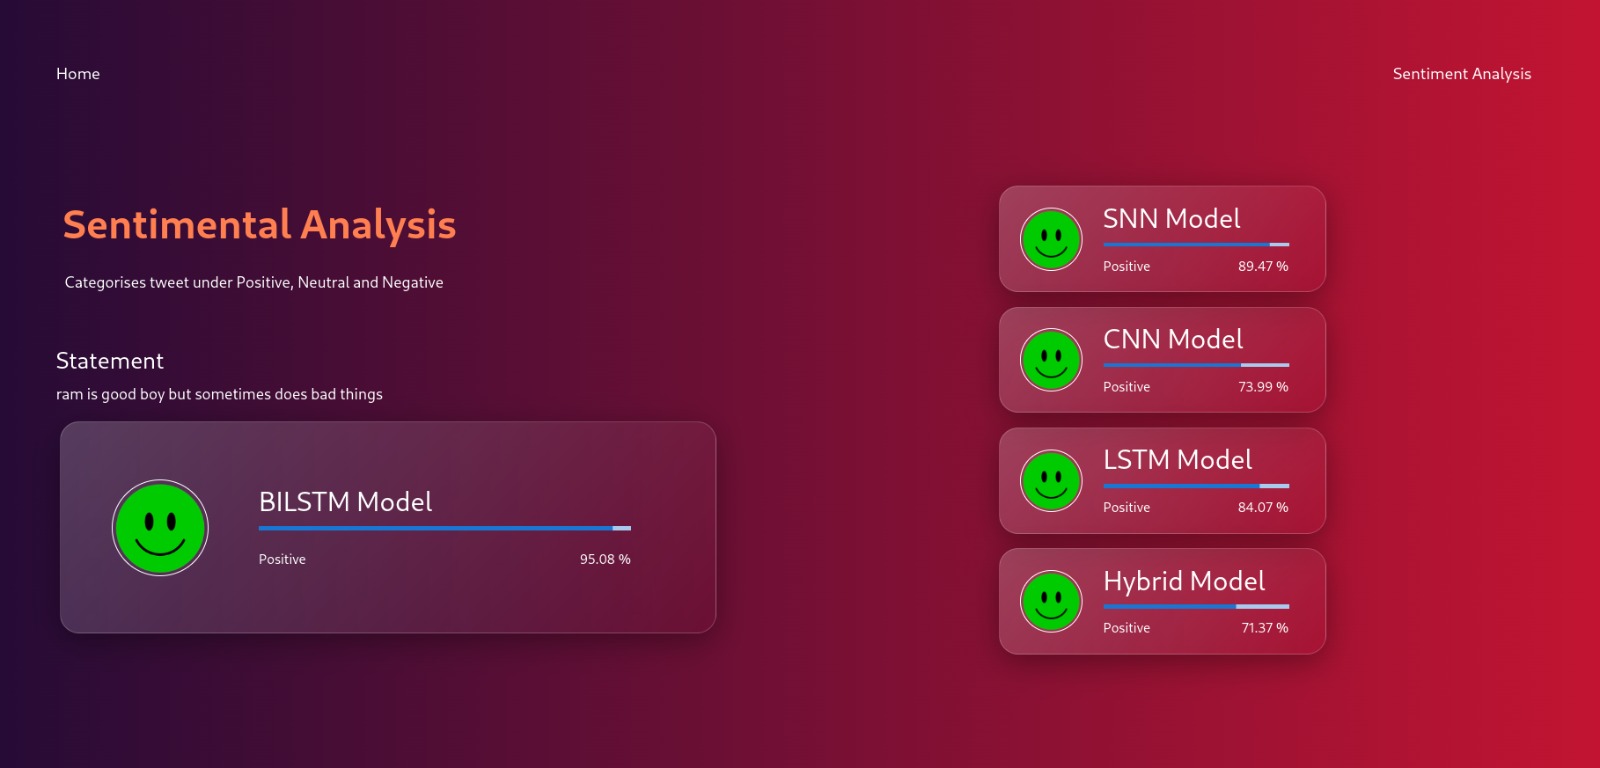 Home
Sentiment Analysis
Sentimental Analysis
Categorises tweet under Positive, Neutral and Negative
Statement
ram is good boy but sometimes does bad things
BILSTM Model
Positive 95.08 %
SNN Model
Positive 89.47 %
CNN Model
Positive 73.99 %
LSTM Model
Positive 84.07 %
Hybrid Model
Positive 71.37 %